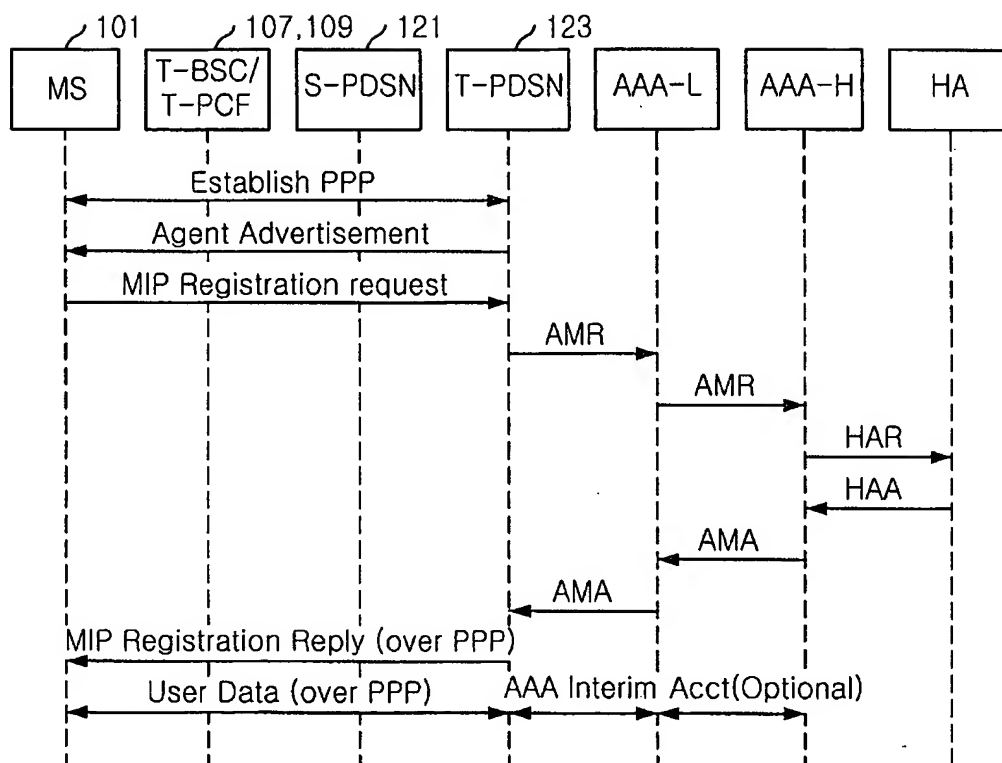 101
107,109
121
123
MS
T-BSC/
T-PCF
S-PDSN
T-PDSN
AAA-L
AAA-H
HA
Establish PPP
Agent Advertisement
MIP Registration request
AMR
AMR
HAR
HAA
AMA
AMA
MIP Registration Reply (over PPP)
User Data (over PPP)
AAA Interim Acct(Optional)